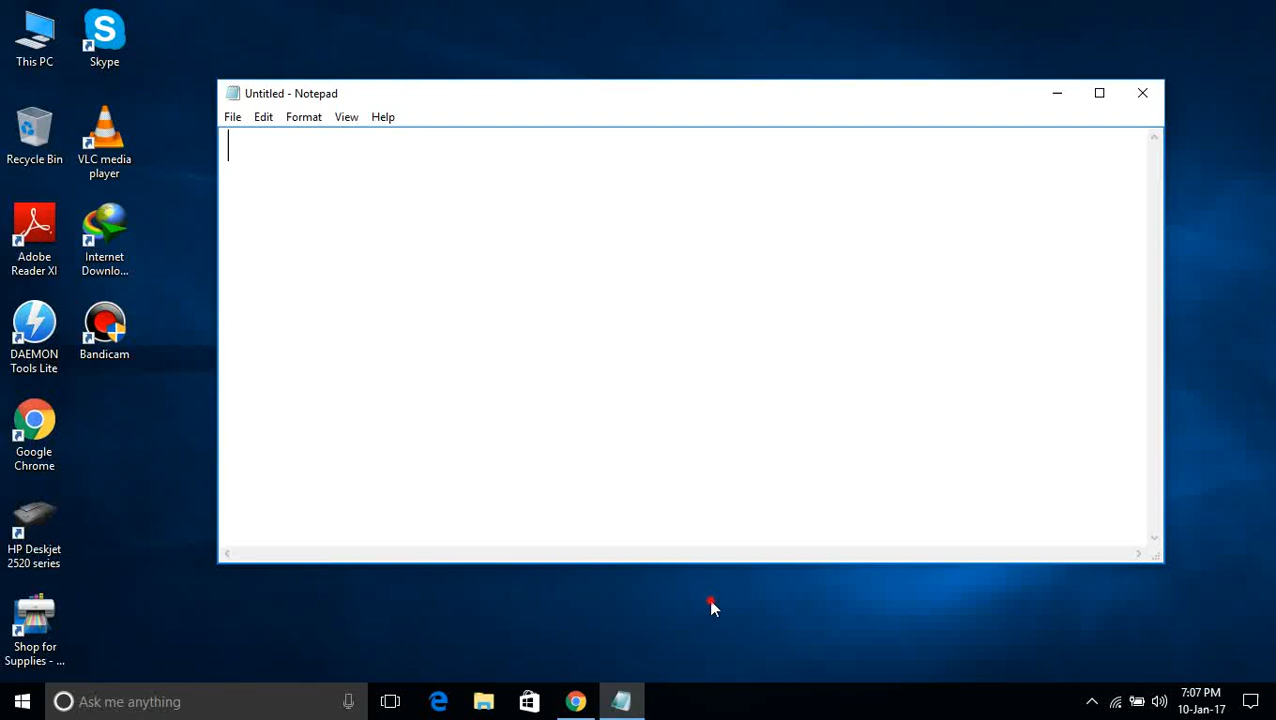 This PC
Skype
Untitled - Notepad
File Edit Format View Help
Recycle Bin
VLC media
player
Adobe
Reader XI
Internet
Downlo...
DAEMON
Tools Lite
Bandicam
Google
Chrome
HP Deskjet
2520 series
Shop for
Supplies - ...
Ask me anything
7:07 PM
10-Jan-17